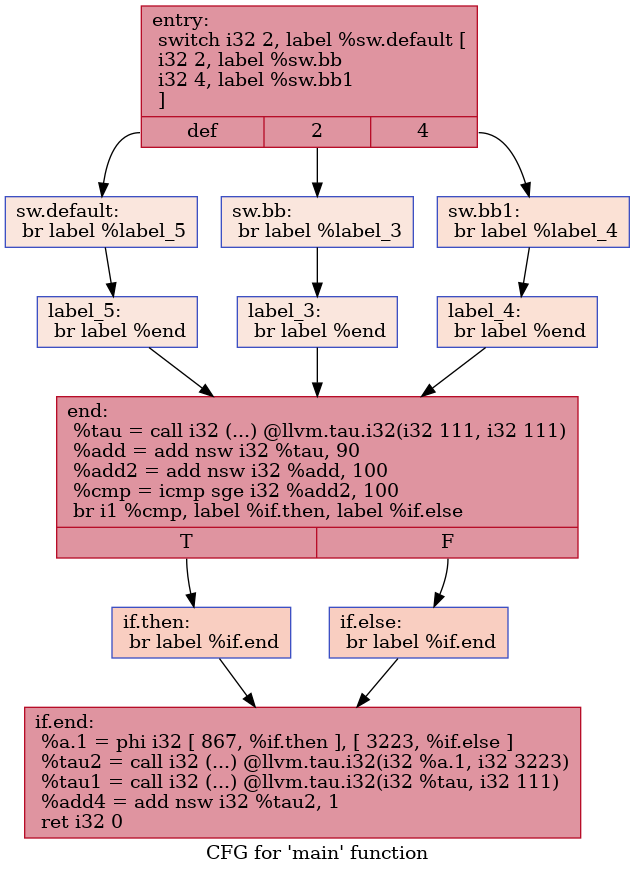 entry:
switch i32 2, label %sw.default [
i32 2, label %sw.bb
i32 4, label %sw.bb1
]
def 2 4
sw.default:
br label %label_5
sw.bb:
br label %label_3
sw.bb1:
br label %label_4
label_5:
br label %end
label_3:
br label %end
label_4:
br label %end
end:
%tau = call i32 (...) @llvm.tau.i32(i32 111, i32 111)
%add = add nsw i32 %tau, 90
%add2 = add nsw i32 %add, 100
%cmp = icmp sge i32 %add2, 100
br i1 %cmp, label %if.then, label %if.else
T F
if.then:
br label %if.end
if.else:
br label %if.end
if.end:
%a.1 = phi i32 [ 867, %if.then ], [ 3223, %if.else ]
%tau2 = call i32 (...) @llvm.tau.i32(i32 %a.1, i32 3223)
%tau1 = call i32 (...) @llvm.tau.i32(i32 %tau, i32 111)
%add4 = add nsw i32 %tau2, 1
ret i32 0
CFG for 'main' function